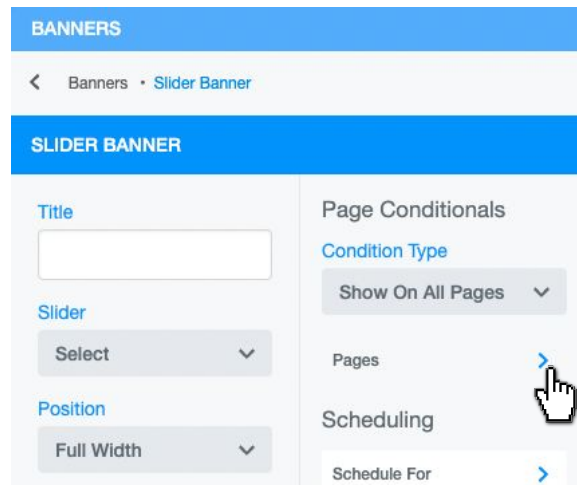 BANNERS
Banners • Slider Banner
SLIDER BANNER
Title
Slider
Select
Position
Full Width
Page Conditionals
Condition Type
Show On All Pages
Pages
Scheduling
Schedule For